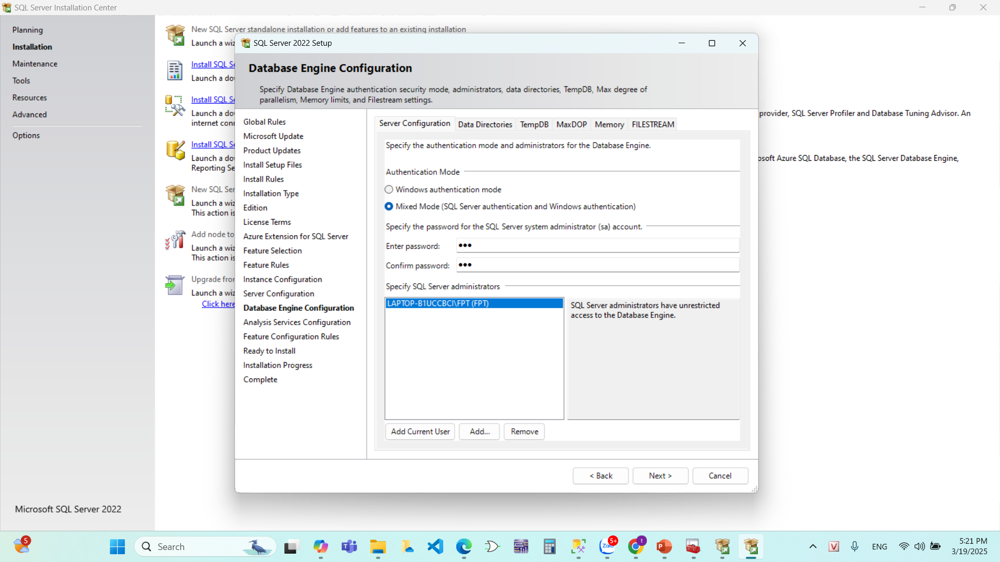 SQL Server Installation Center
Planning
Installation
Maintenance
Tools
Resources
Advanced
Options
Microsoft SQL Server 2022
New SQL Server standalone installation or add features to an existing installation
Launch a wiz
Install SQL Se
Launch a do
Install SQL Se
Launch a do
internet conn
provider, SQL Server Profiler and Database Tuning Advisor. An
Install SQL Se
Launch a do
Reporting Se
osoft Azure SQL Database, the SQL Server Database Engine,
New SQL Ser
Launch a wiz
This action is
Add node to
Launch a wiz
This action is
Upgrade from
Launch a wiz
Click here
SQL Server 2022 Setup
Database Engine Configuration
Specify Database Engine authentication security mode, administrators, data directories, TempDB, Max degree of
parallelism, Memory limits, and Filestream settings.
Global Rules
Microsoft Update
Product Updates
Install Setup Files
Install Rules
Installation Type
Edition
License Terms
Azure Extension for SQL Server
Feature Selection
Feature Rules
Instance Configuration
Server Configuration
Database Engine Configuration
Analysis Services Configuration
Feature Configuration Rules
Ready to Install
Installation Progress
Complete
Server Configuration Data Directories TempDB MaxDOP Memory FILESTREAM
Specify the authentication mode and administrators for the Database Engine.
Authentication Mode
Windows authentication mode
Mixed Mode (SQL Server authentication and Windows authentication)
Specify the password for the SQL Server system administrator (sa) account.
Enter password: ●●●
Confirm password: ●●●
Specify SQL Server administrators
LAPTOP-B1UCCBCI\FPT (FPT)
SQL Server administrators have unrestricted
access to the Database Engine.
Add Current User Add... Remove
< Back Next > Cancel
5
Search
Zalo
5+
t
ENG
5:21 PM
3/19/2025